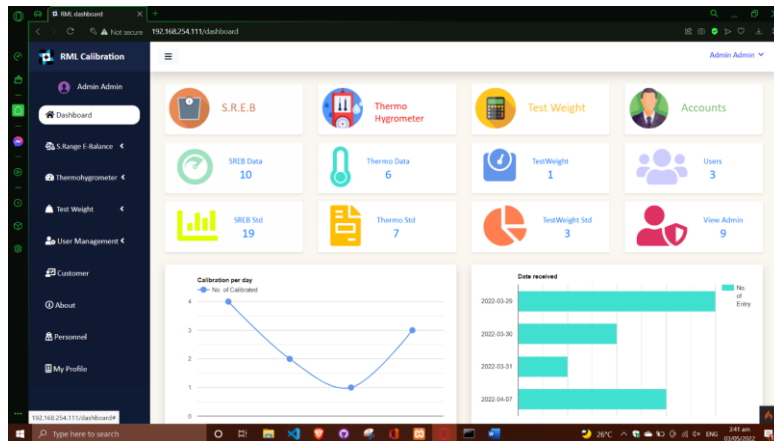 RML dashboard
Not secure 192.168.254.111/dashboard
RML Calibration
Admin Admin
Admin Admin
Dashboard
S.Range E-Balance
Thermohygrometer
Test Weight
User Management
Customer
About
Personnel
My Profile
S.R.E.B
Thermo
Hygrometer
Test Weight
Accounts
SREB Data
10
Thermo Data
6
TestWeight
1
Users
3
SREB Std
19
Thermo Std
7
TestWeight Std
3
View Admin
9
Calibration per day
No. of Calibrated
4
3
2
1
0
Date received
No.
of
Entry
2022-03-29
2022-03-30
2022-03-31
2022-04-07
192.168.254.111/dashboard#
Type here to search
26°C
ENG
3:41 am
03/05/2022